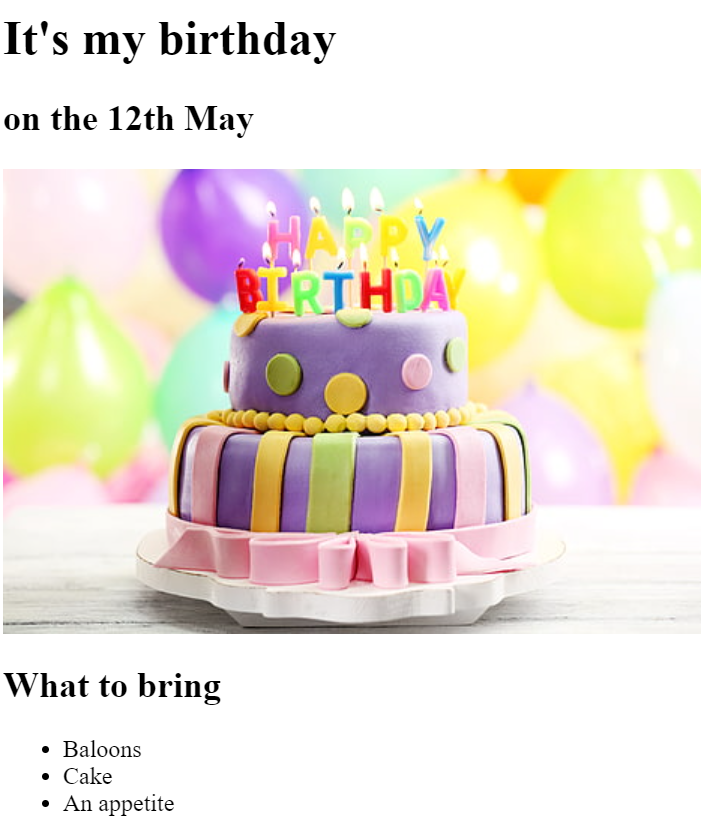 It's my birthday
on the 12th May
HAPPY
BIRTHDAY
What to bring
Baloons
Cake
An appetite